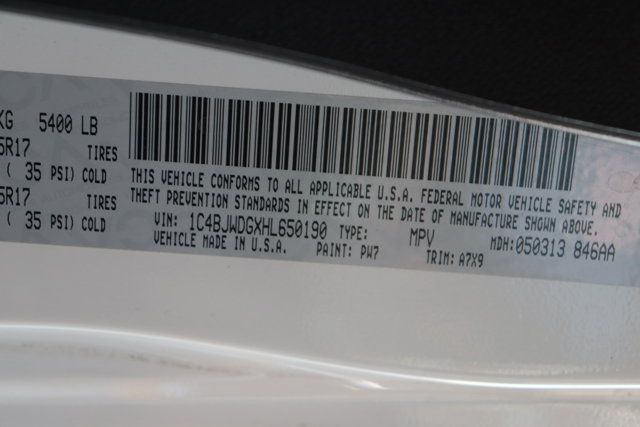 KG 5400 LB
5R17 TIRES
( 35 PSI) COLD
5R17 TIRES
( 35 PSI) COLD
THIS VEHICLE CONFORMS TO ALL APPLICABLE U.S.A. FEDERAL MOTOR VEHICLE SAFETY AND
THEFT PREVENTION STANDARDS IN EFFECT ON THE DATE OF MANUFACTURE SHOWN ABOVE.
VIN: 1C4BJWDGXHL650190 TYPE: MPV MDH:050313 846AA
VEHICLE MADE IN U.S.A. PAINT: PW7 TRIM: A7X9